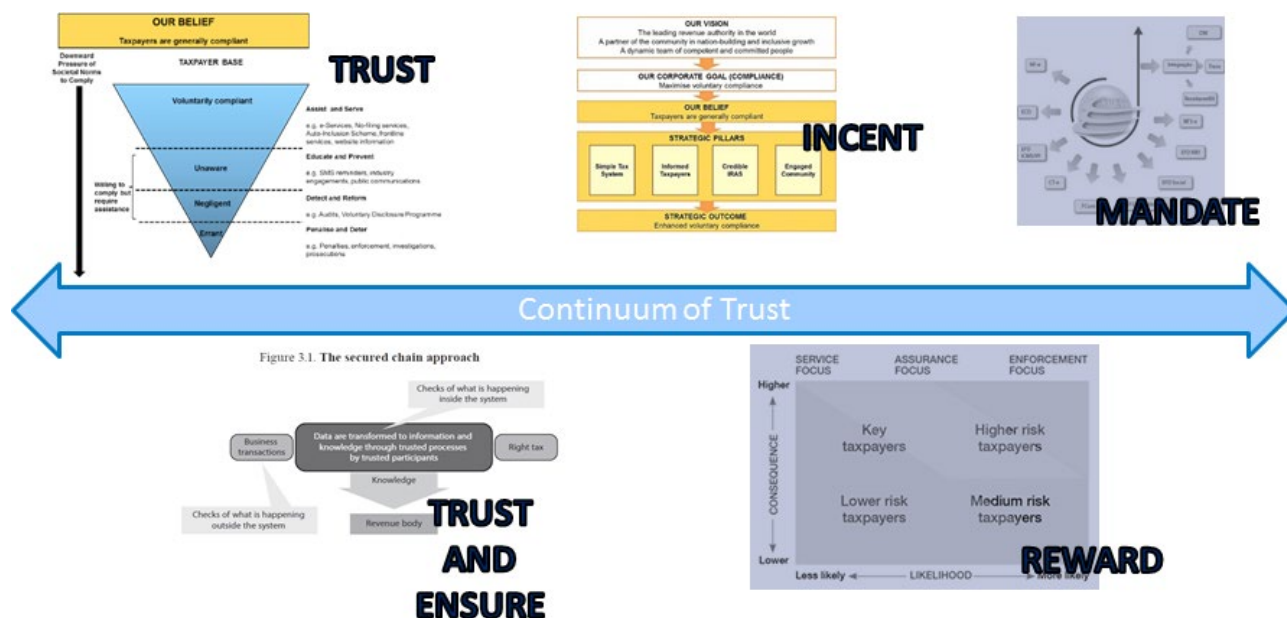 OUR BELIEF
Taxpayers are generally compliant
Downward
Pressure of
Societal Norms
to Comply
TAXPAYER BASE
TRUST
Voluntarily compliant
Assist and Serve
e.g. e-Services, No-filing services,
Auto-Inclusion Scheme, frontline
services, website information
Willing to
comply but
require
assistance
Unaware
Educate and Prevent
e.g. SMS reminders, industry
engagements, public communications
Negligent
Detect and Reform
e.g. Audits, Voluntary Disclosure Programme
Errant
Penalise and Deter
e.g. Penalties, enforcement, investigations,
prosecutions
OUR VISION
The leading revenue authority in the world
A partner of the community in nation-building and inclusive growth
A dynamic team of competent and committed people
OUR CORPORATE GOAL (COMPLIANCE)
Maximise voluntary compliance
OUR BELIEF
Taxpayers are generally compliant
INCENT
STRATEGIC PILLARS
Simple Tax
System
Informed
Taxpayers
Credible
IRAS
Engaged
Community
STRATEGIC OUTCOME
Enhanced voluntary compliance
MANDATE
Continuum of Trust
Figure 3.1. The secured chain approach
Checks of what is happening
inside the system
Business
transactions
Data are transformed to information and
knowledge through trusted processes
by trusted participants
Right tax
Knowledge
Checks of what is happening
outside the system
Revenue body
TRUST
AND
ENSURE
SERVICE
FOCUS
ASSURANCE
FOCUS
ENFORCEMENT
FOCUS
Higher
CONSEQUENCE
Lower
Key
taxpayers
Higher risk
taxpayers
Lower risk
taxpayers
Medium risk
taxpayers
REWARD
Less likely
LIKELIHOOD
More likely